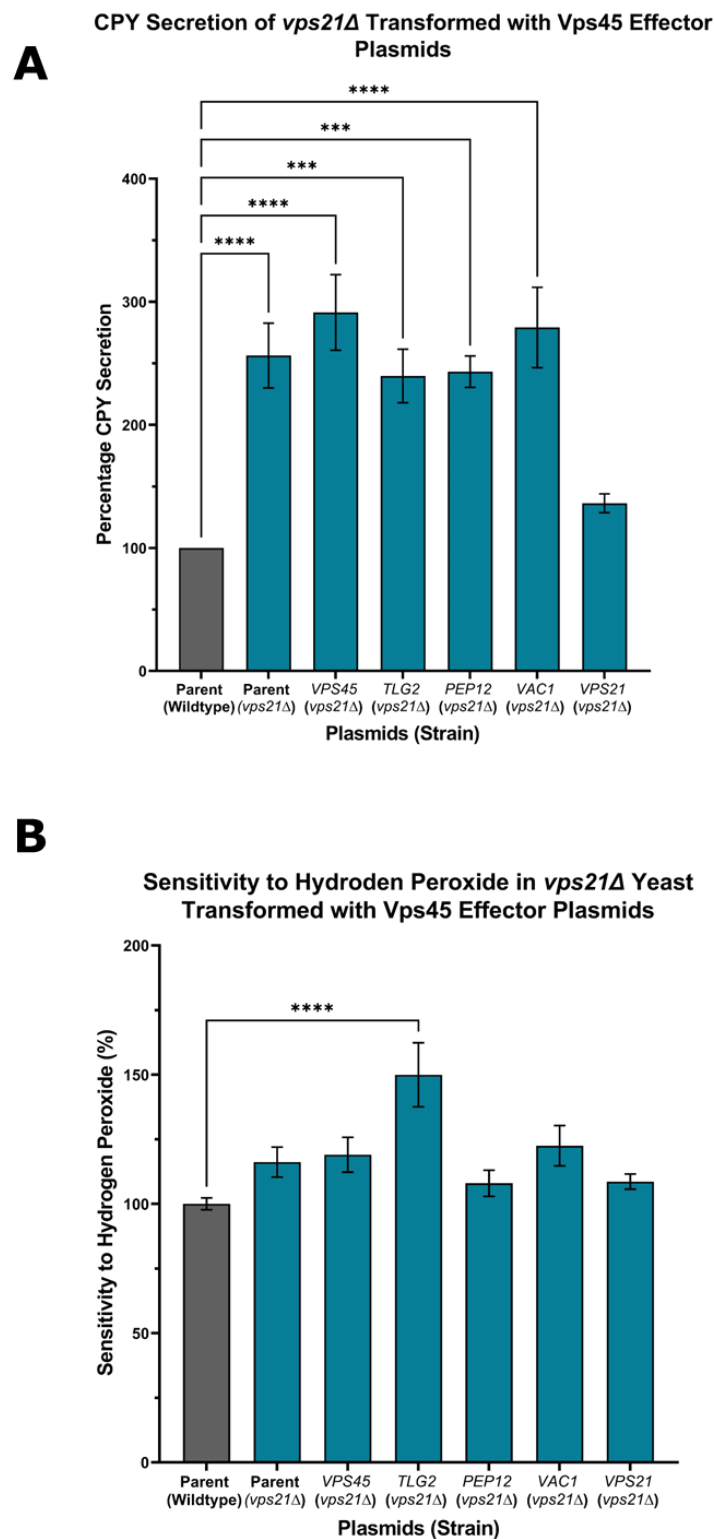 CPY Secretion of vps21Δ Transformed with Vps45 Effector
Plasmids
A
****
***
***
****
****
400
300
200
100
0
Percentage CPY Secretion
Parent Parent VPS45 TLG2 PEP12 VAC1 VPS21
(Wildtype) (vps21Δ) (vps21Δ) (vps21Δ) (vps21Δ) (vps21Δ) (vps21Δ)
Plasmids (Strain)
B
Sensitivity to Hydroden Peroxide in vps21Δ Yeast
Transformed with Vps45 Effector Plasmids
****
200
150
100
50
0
Sensitivity to Hydrogen Peroxide (%)
Parent Parent VPS45 TLG2 PEP12 VAC1 VPS21
(Wildtype) (vps21Δ) (vps21Δ) (vps21Δ) (vps21Δ) (vps21Δ) (vps21Δ)
Plasmids (Strain)